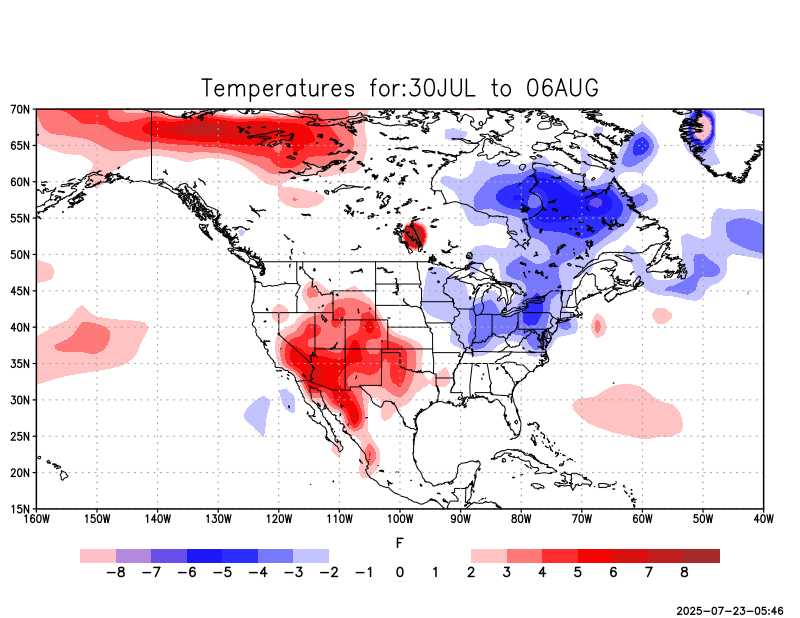 Temperatures for:30JUL to 06AUG
70N
65N
60N
55N
50N
45N
40N
35N
30N
25N
20N
15N
160W 150W 140W 130W 120W 110W 100W 90W 80W 70W 60W 50W 40W
F
-8 -7 -6 -5 -4 -3 -2 -1 0 1 2 3 4 5 6 7 8
2025-07-23-05:46